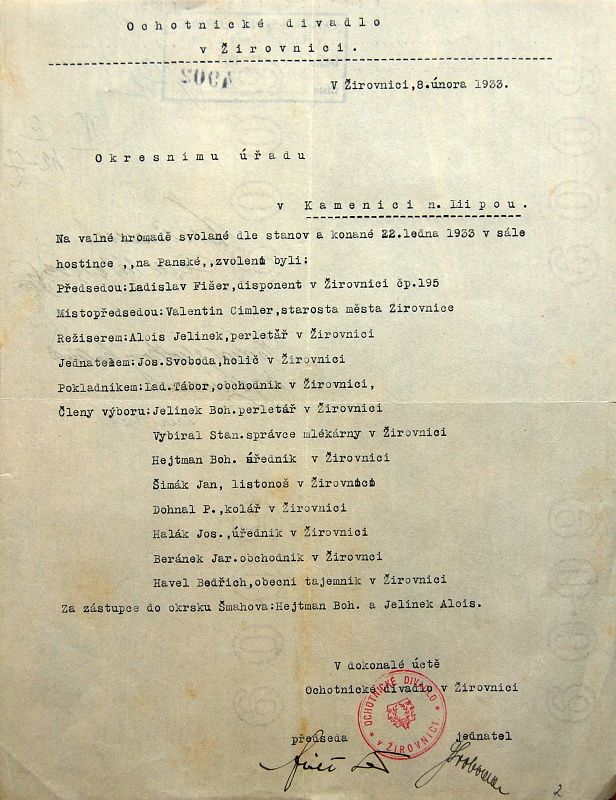 Ochotnické divadlo
v Žirovnici.
V Žirovnici,8.února 1933.
Okresnímu úřadu
v Kamenici n. Lii pou.
Na valné hromadě svolané dle stanov a konané 22.ledna 1933 v sále
hostince ,,na Panské,,zvoleni byli:
Předsedou:Ladislav Fišer,disponent v Žirovnici čp.195
Místopředsedou:Valentin Cimler,starosta města Žirovnice
Režiserem:Alois Jelínek,perletář v Žirovnici
Jednatelem:Jos.Svoboda,holič v Žirovnici
Pokladníkem:Lad.Tábor,obchodník v Žirovnici,
Členy výboru:Jelínek Boh.perletář v Žirovnici
Vybíral Stan.správce mlékárny v Žirovnici
Hejtman Boh. úředník v Žirovnici
Šimák Jan, listonoš v Žirovnici
Dohnal P.,kolář v Žirovnici
Halák Jos.,úředník v Žirovnici
Beránek Jar.obchodník v Žirovnci
Havel Bedřich,obecní tajemník v Žirovnici
Za zástupce do okrsku Šmahova:Hejtman Boh. a Jelínek Alois.
V dokonalé úctě
Ochotnické divadlo v Žirovnici
OCHOTNICKÉ DIVADLO
v ŽIROVNICI
předseda jednatel
Svoboda
2